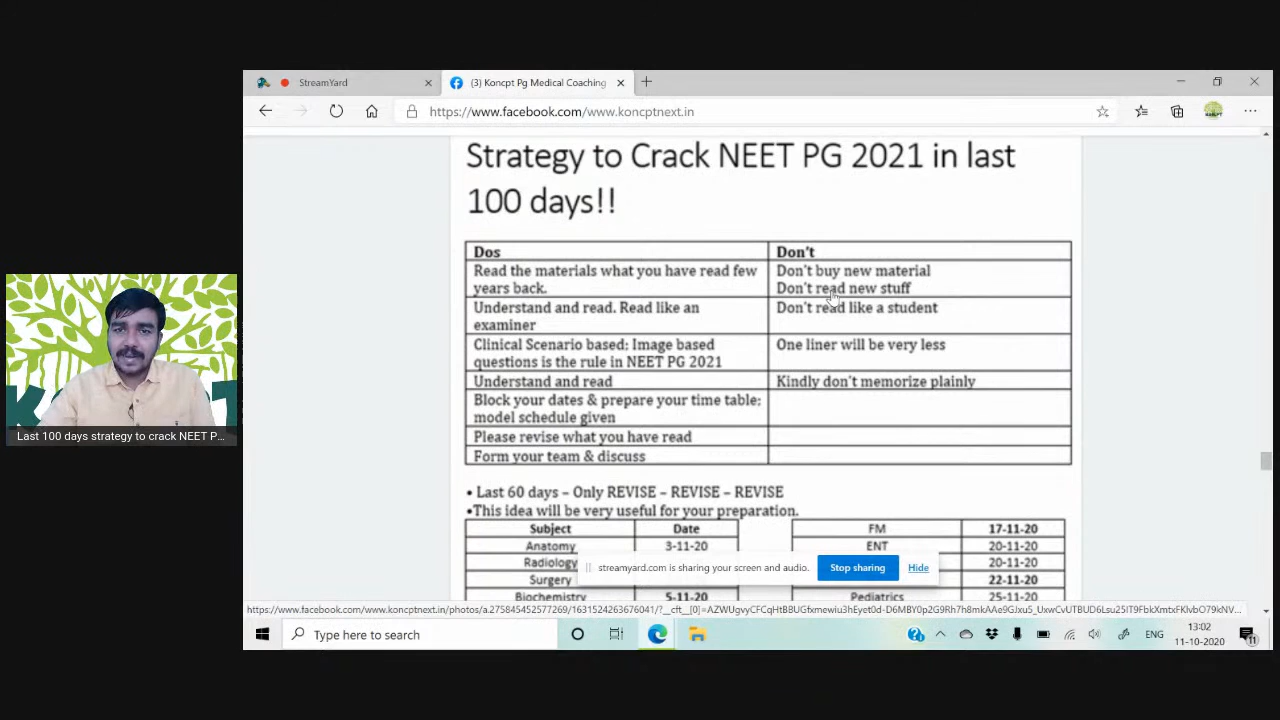 StreamYard
(3) Koncpt Pg Medical Coaching
https://www.facebook.com/www.koncptnext.in
Strategy to Crack NEET PG 2021 in last
100 days!!
Dos Don't
Read the materials what you have read few
years back.
Don't buy new material
Don't read new stuff
Understand and read. Read like an
examiner
Don't read like a student
Clinical Scenario based; Image based
questions is the rule in NEET PG 2021
One liner will be very less
Understand and read Kindly don't memorize plainly
Block your dates & prepare your time table;
model schedule given
Please revise what you have read
Form your team & discuss
• Last 60 days – Only REVISE – REVISE – REVISE
•This idea will be very useful for your preparation.
Subject Date FM 17-11-20
Anatomy 3-11-20 ENT 20-11-20
Radiology 20-11-20
Surgery 22-11-20
Biochemistry 5-11-20 Pediatrics 25-11-20
streamyard.com is sharing your screen and audio.
Stop sharing
Hide
Last 100 days strategy to crack NEET P...
Type here to search
ENG
13:02
11-10-2020